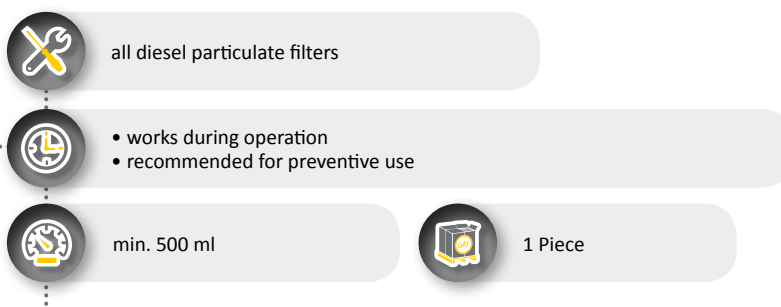 all diesel particulate filters
• works during operation
• recommended for preventive use
min. 500 ml
1 Piece